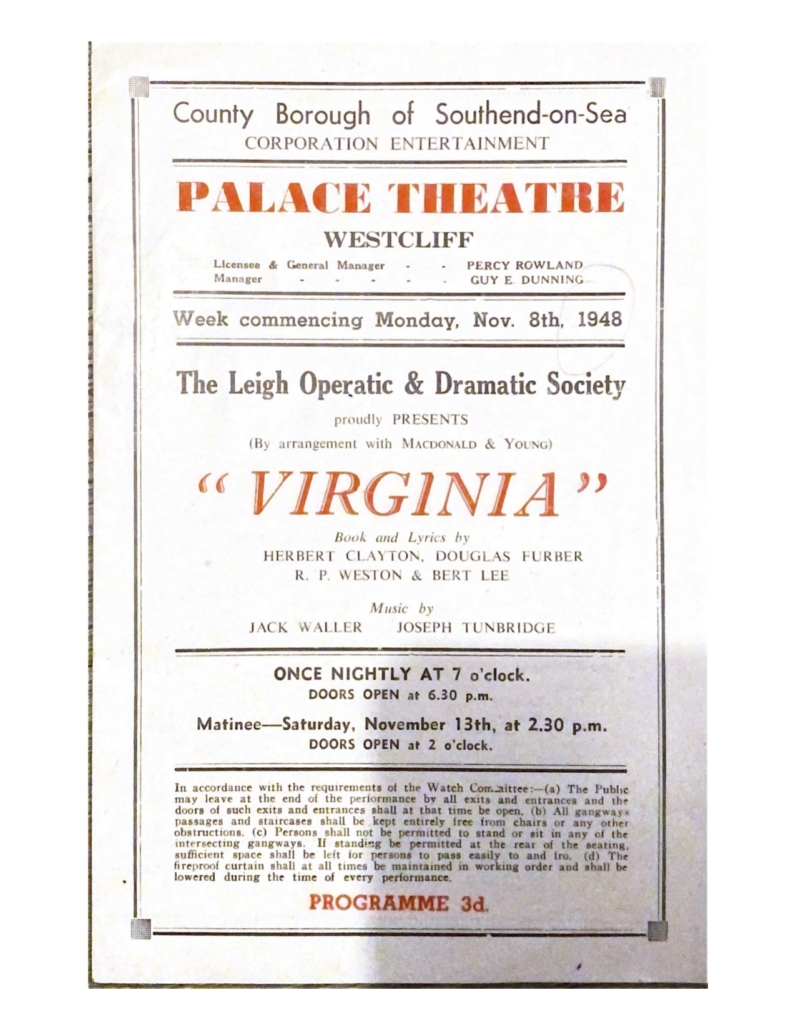 County Borough of Southend-on-Sea
CORPORATION ENTERTAINMENT
PALACE THEATRE
WESTCLIFF
Licensee & General Manager - - PERCY ROWLAND
Manager - - - - - GUY E. DUNNING
Week commencing Monday, Nov. 8th, 1948
The Leigh Operatic & Dramatic Society
proudly PRESENTS
(By arrangement with MACDONALD & YOUNG)
"VIRGINIA"
Book and Lyrics by
HERBERT CLAYTON, DOUGLAS FURBER
R. P. WESTON & BERT LEE
Music by
JACK WALLER JOSEPH TUNBRIDGE
ONCE NIGHTLY AT 7 o'clock.
DOORS OPEN at 6.30 p.m.
Matinee—Saturday, November 13th, at 2.30 p.m.
DOORS OPEN at 2 o'clock.
In accordance with the requirements of the Watch Committee:—(a) The Public
may leave at the end of the performance by all exits and entrances and the
doors of such exits and entrances shall at that time be open. (b) All gangways
passages and staircases shall be kept entirely free from chairs or any other
obstructions. (c) Persons shall not be permitted to stand or sit in any of the
intersecting gangways. If standing be permitted at the rear of the seating,
sufficient space shall be left for persons to pass easily to and fro. (d) The
fireproof curtain shall at all times be maintained in working order and shall be
lowered during the time of every performance.
PROGRAMME 3d.